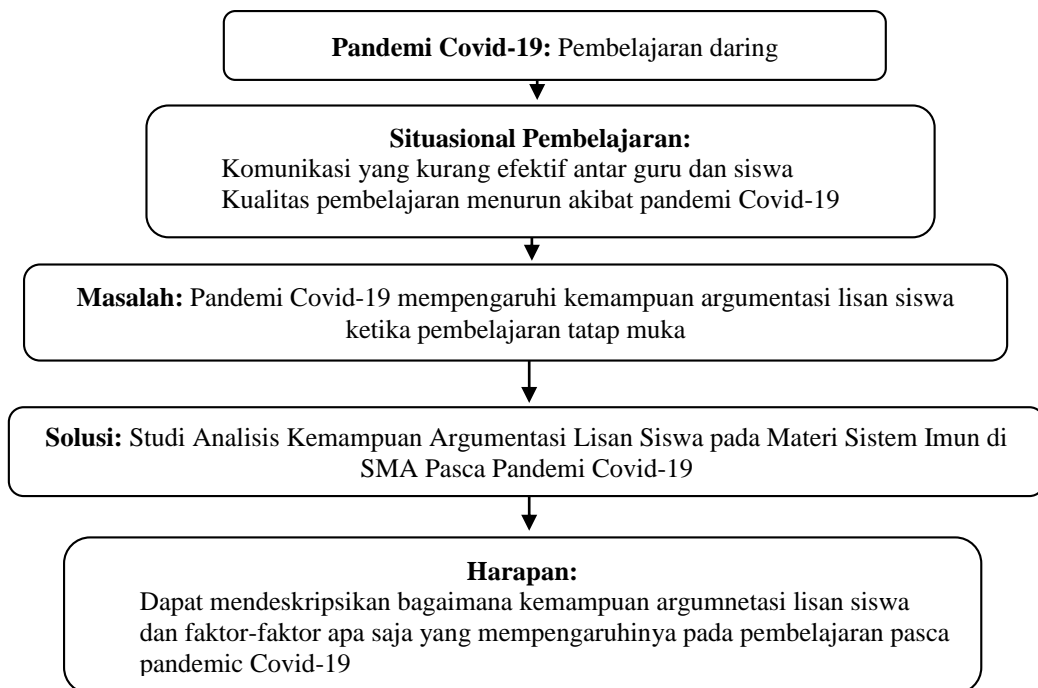 Pandemi Covid-19: Pembelajaran daring
Situasional Pembelajaran:
Komunikasi yang kurang efektif antar guru dan siswa
Kualitas pembelajaran menurun akibat pandemi Covid-19
Masalah: Pandemi Covid-19 mempengaruhi kemampuan argumentasi lisan siswa
ketika pembelajaran tatap muka
Solusi: Studi Analisis Kemampuan Argumentasi Lisan Siswa pada Materi Sistem Imun di
SMA Pasca Pandemi Covid-19
Harapan:
Dapat mendeskripsikan bagaimana kemampuan argumnetasi lisan siswa
dan faktor-faktor apa saja yang mempengaruhinya pada pembelajaran pasca
pandemic Covid-19